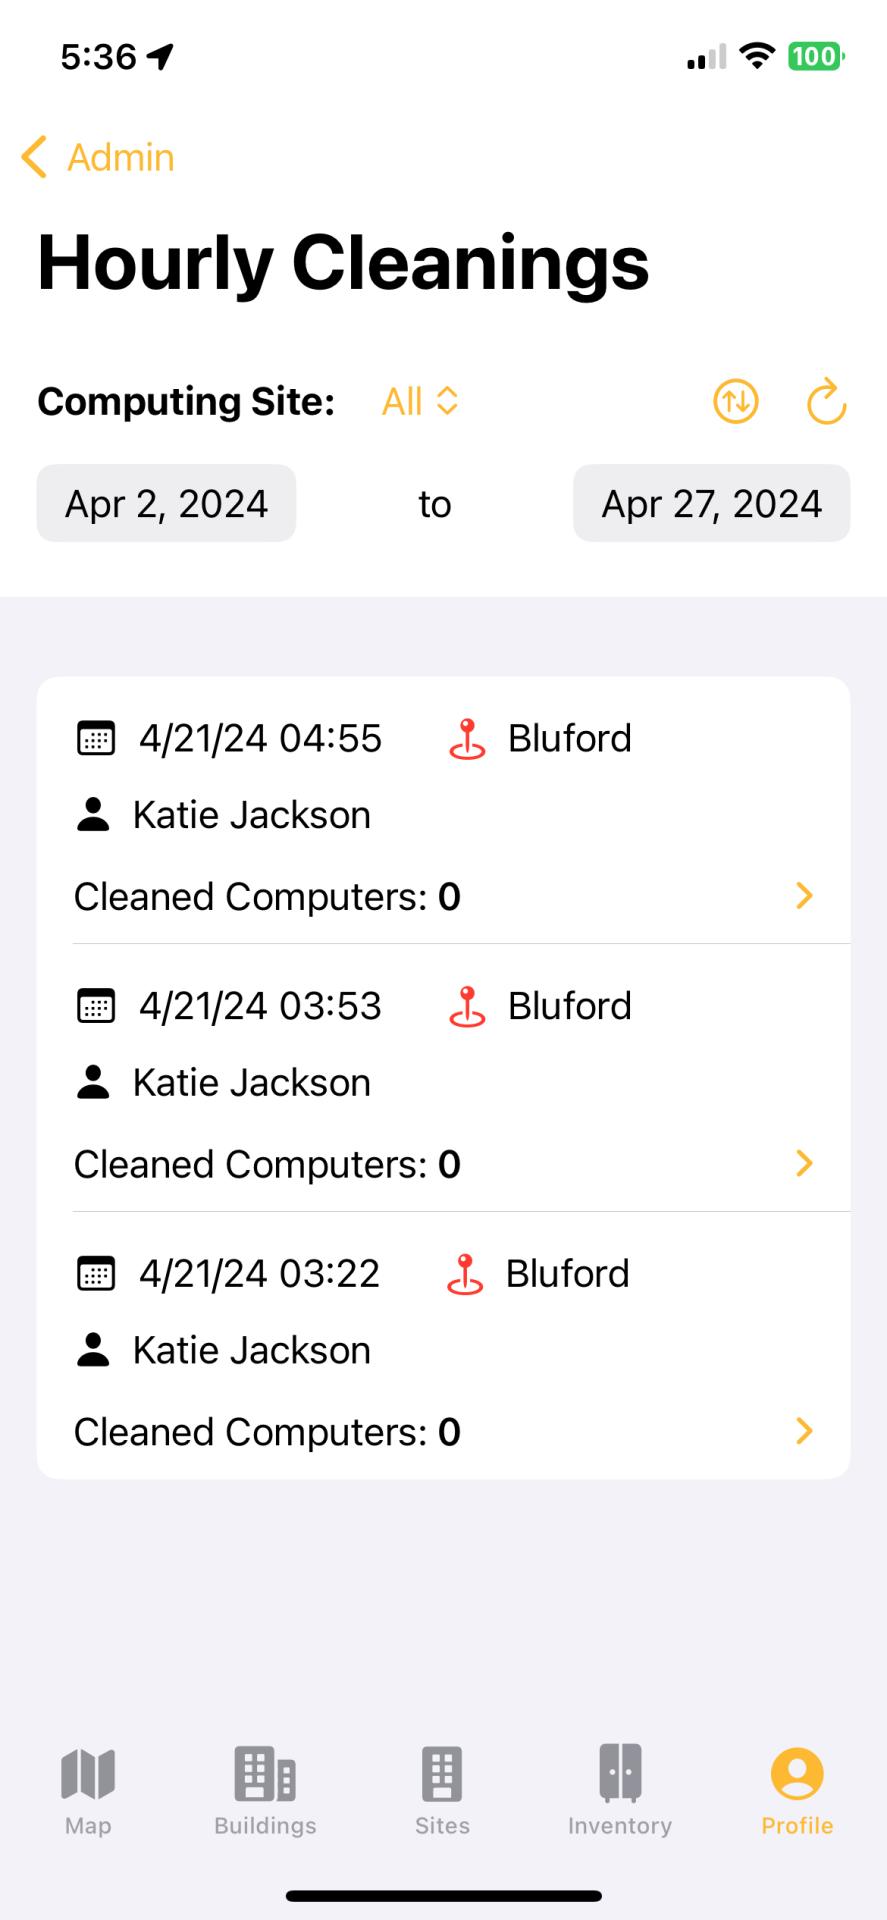 5:36
100
Admin
Hourly Cleanings
Computing Site: All
Apr 2, 2024 to Apr 27, 2024
4/21/24 04:55 Bluford
Katie Jackson
Cleaned Computers: 0
4/21/24 03:53 Bluford
Katie Jackson
Cleaned Computers: 0
4/21/24 03:22 Bluford
Katie Jackson
Cleaned Computers: 0
Map Buildings Sites Inventory Profile